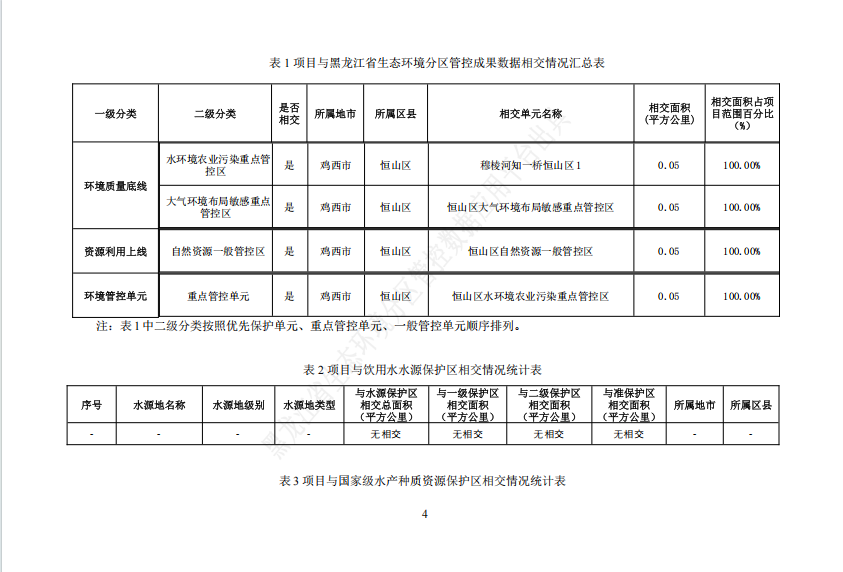 表 1 项目与黑龙江省生态环境分区管控成果数据相交情况汇总表
一级分类 二级分类 是否相交 所属地市 所属区县 相交单元名称 相交面积(平方公里) 相交面积占项目范围百分比(%)
环境质量底线 水环境农业污染重点管控区 是 鸡西市 恒山区 穆棱河知一桥恒山区1 0.05 100.00%
大气环境布局敏感重点管控区 是 鸡西市 恒山区 恒山区大气环境布局敏感重点管控区 0.05 100.00%
资源利用上线 自然资源一般管控区 是 鸡西市 恒山区 恒山区自然资源一般管控区 0.05 100.00%
环境管控单元 重点管控单元 是 鸡西市 恒山区 恒山区水环境农业污染重点管控区 0.05 100.00%
注：表 1 中二级分类按照优先保护单元、重点管控单元、一般管控单元顺序排列。
表 2 项目与饮用水水源保护区相交情况统计表
序号 水源地名称 水源地级别 水源地类型 与水源保护区相交总面积(平方公里) 与一级保护区相交面积(平方公里) 与二级保护区相交面积(平方公里) 与准保护区相交面积(平方公里) 所属地市 所属区县
- - - - 无相交 无相交 无相交 无相交 - -
表 3 项目与国家级水产种质资源保护区相交情况统计表
4